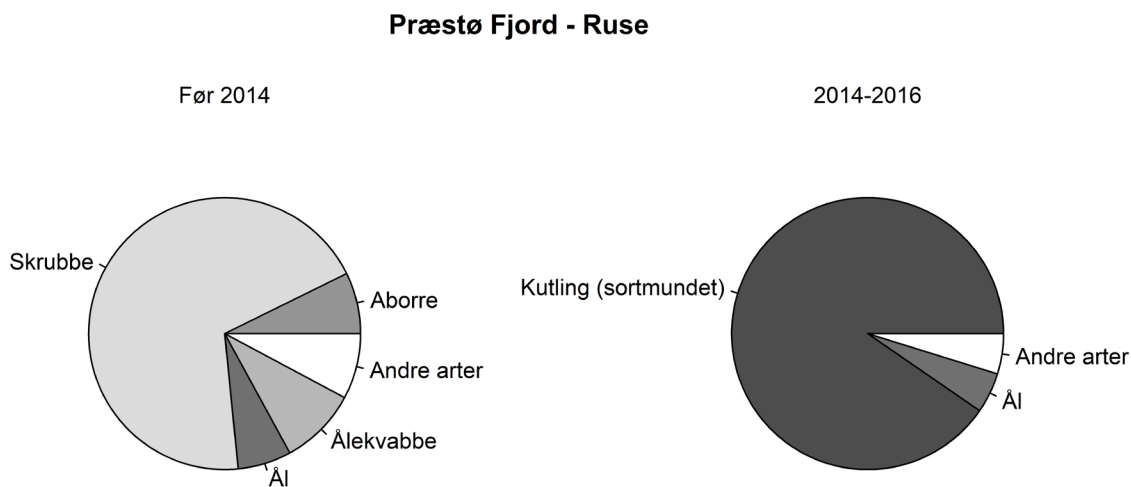 Præstø Fjord - Ruse
Før 2014
Skrubbe
Aborre
Andre arter
Ålekvabbe
Ål
2014-2016
Kutling (sortmundet)
Andre arter
Ål